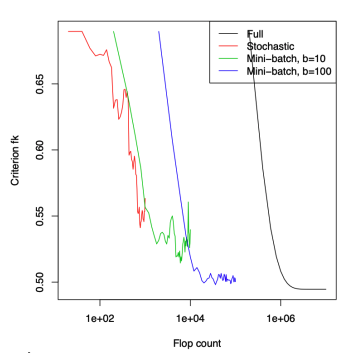 Full
Stochastic
Mini−batch, b=10
Mini−batch, b=100
Criterion fk
0.65
0.60
0.55
0.50
1e+02
1e+04
1e+06
Flop count